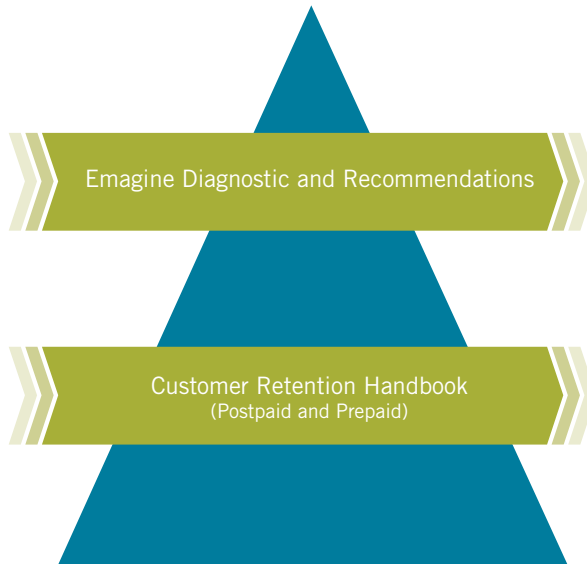 Emagine Diagnostic and Recommendations
Customer Retention Handbook
(Postpaid and Prepaid)